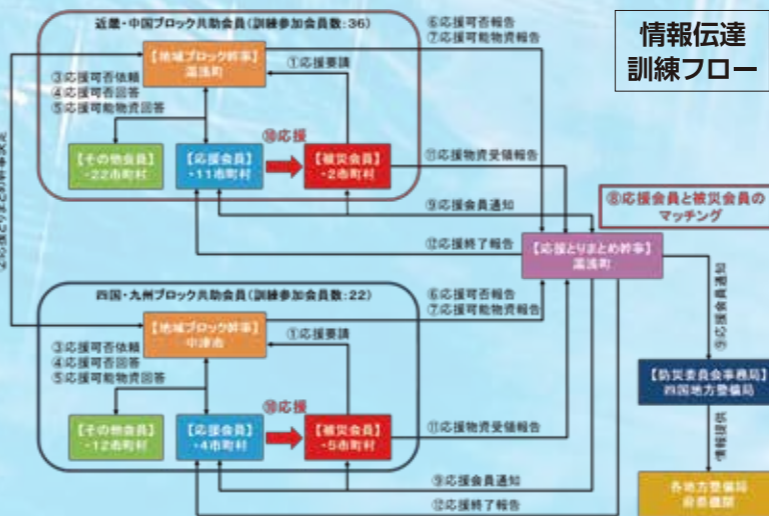 情報伝達
訓練フロー
近畿・中国ブロック共助会員(訓練参加会員数:36)
【地域ブロック幹事】
湯浅町
①応援要請
③応援可否依頼
④応援可否回答
⑤応援可能物資回答
⑩応援
【その他会員】
・22市町村
【応援会員】
・11市町村
【被災会員】
・2市町村
⑥応援可否報告
⑦応援可能物資報告
⑪応援物資受領報告
⑨応援会員通知
⑫応援終了報告
⑧応援会員と被災会員の
マッチング
【応援とりまとめ幹事】
湯浅町
四国・九州ブロック共助会員(訓練参加会員数:22)
【地域ブロック幹事】
中津市
①応援要請
③応援可否依頼
④応援可否回答
⑤応援可能物資回答
⑩応援
【その他会員】
・12市町村
【応援会員】
・4市町村
【被災会員】
・5市町村
⑥応援可否報告
⑦応援可能物資報告
⑪応援物資受領報告
⑨応援会員通知
⑫応援終了報告
⑨応援会員通知
【防災委員会事務局】
四国地方整備局
情報提供
各地方整備局